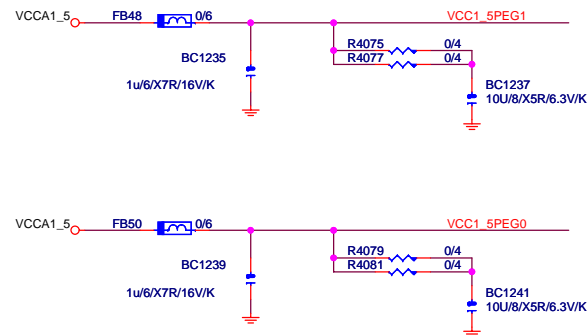 VCCA1_5 FB48 0/6 VCC1_5PEG1
R4075 0/4
BC1235 R4077 0/4
1u/6/X7R/16V/K BC1237
10U/8/X5R/6.3V/K
VCCA1_5 FB50 0/6 VCC1_5PEG0
R4079 0/4
BC1239 R4081 0/4
1u/6/X7R/16V/K BC1241
10U/8/X5R/6.3V/K